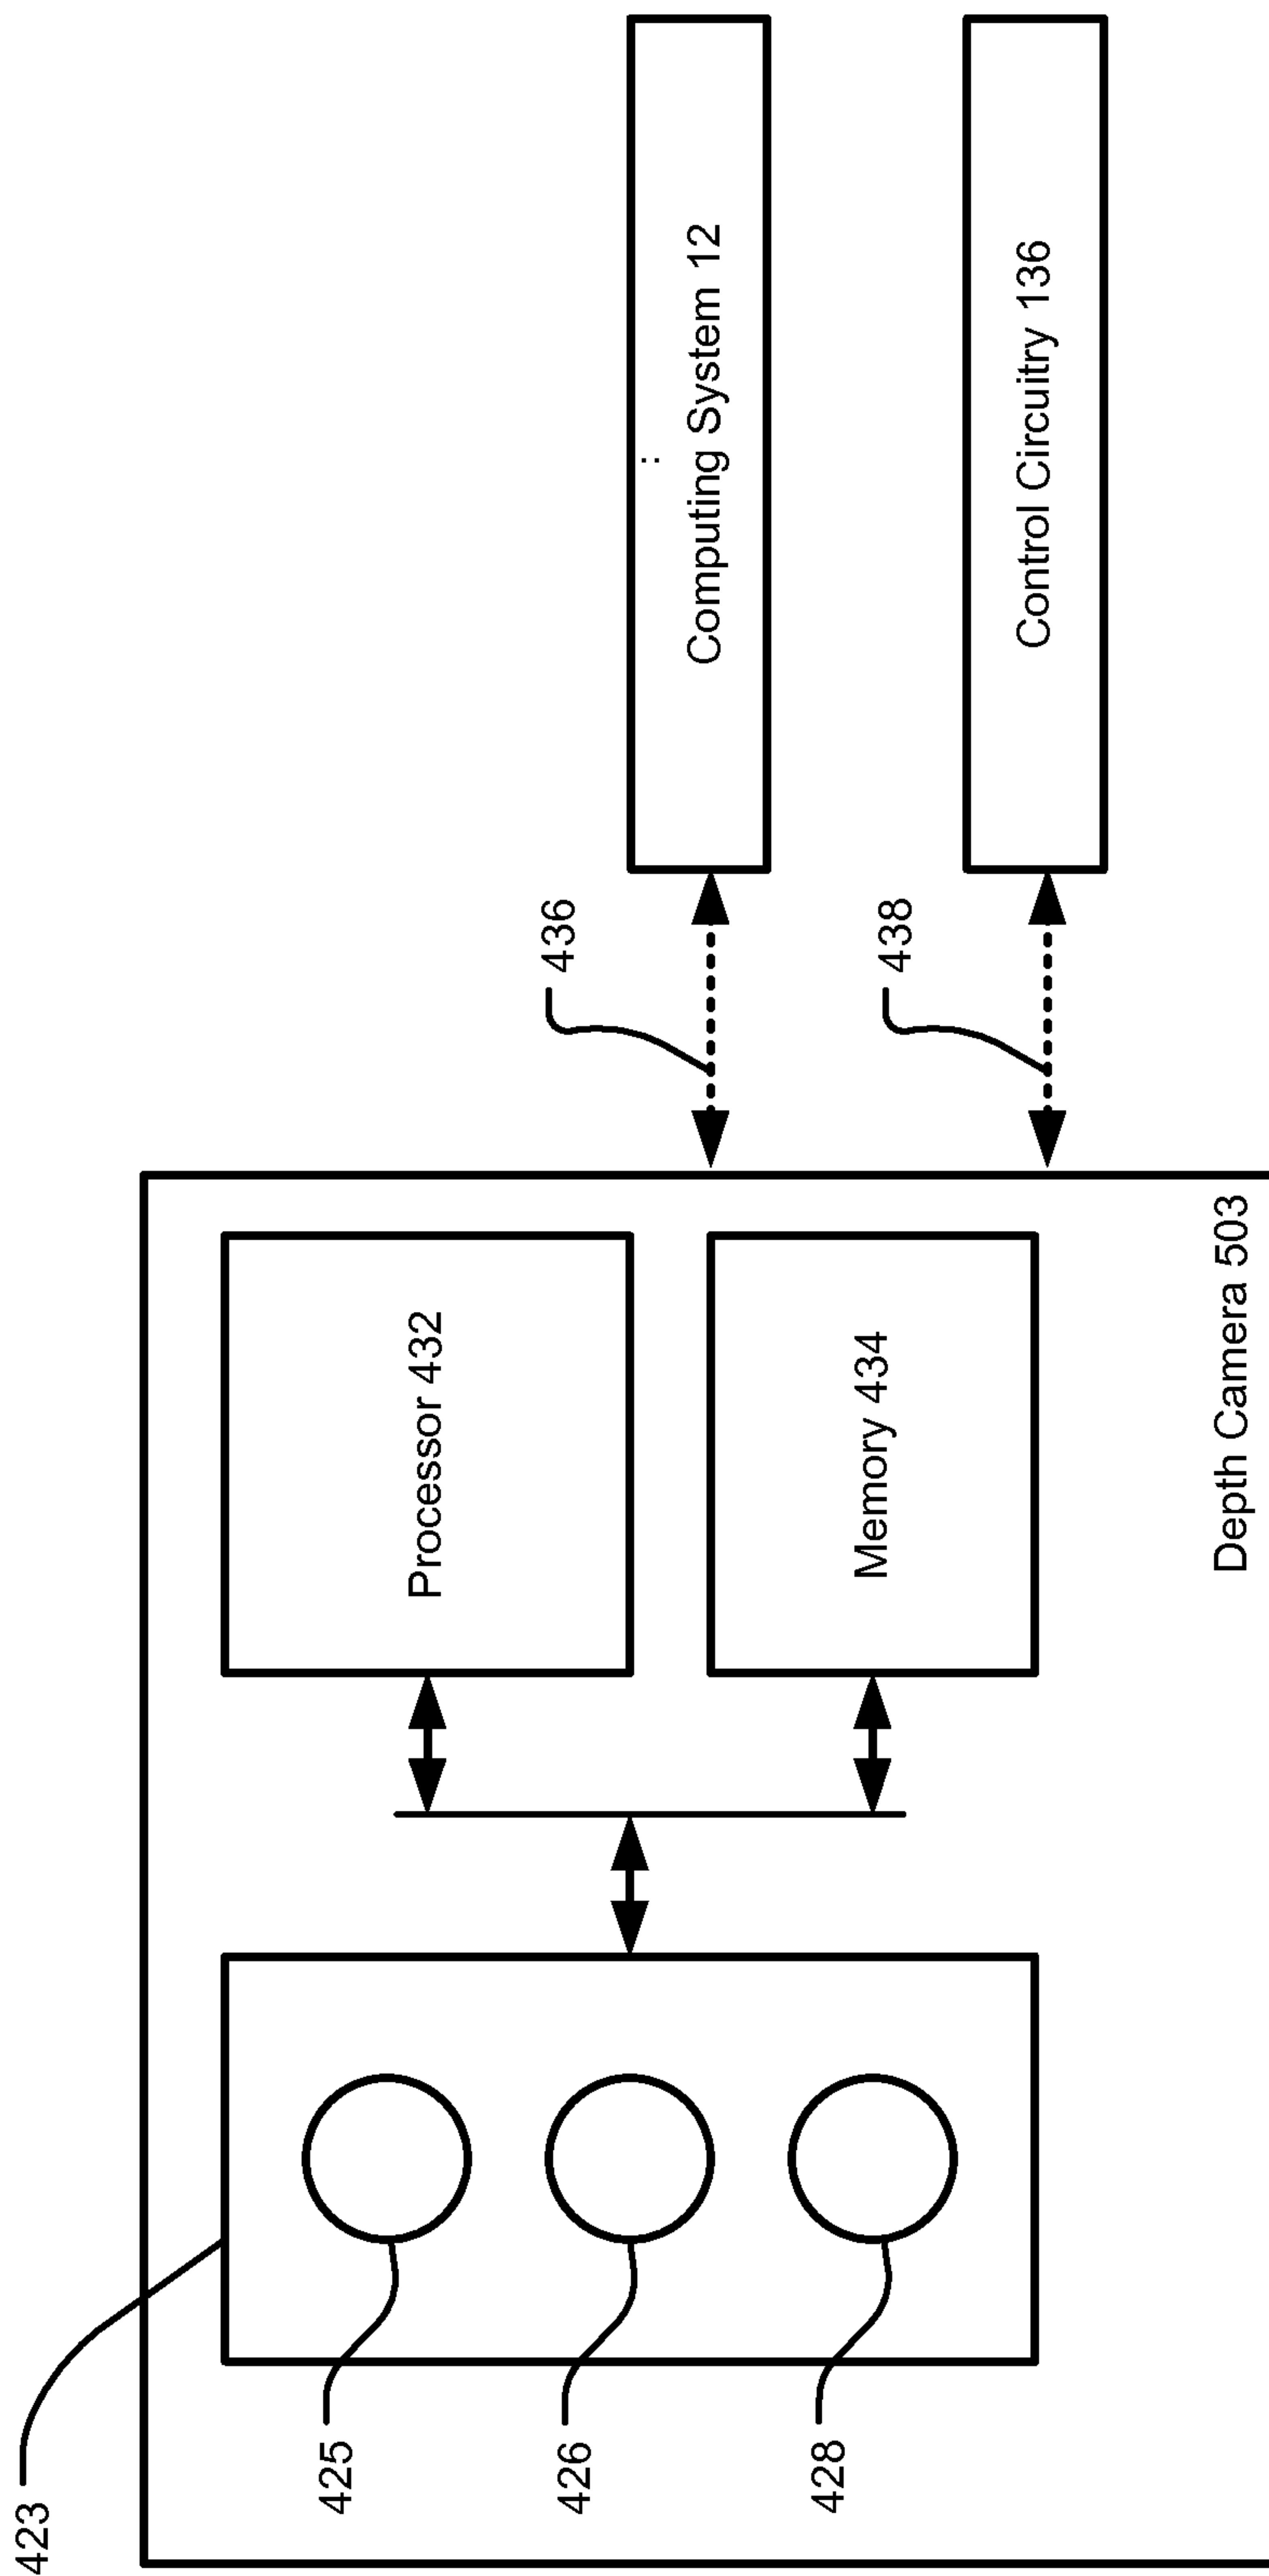 423
425
426
428
Processor 432
Memory 434
Depth Camera 503
436
438
Computing System 12
Control Circuitry 136